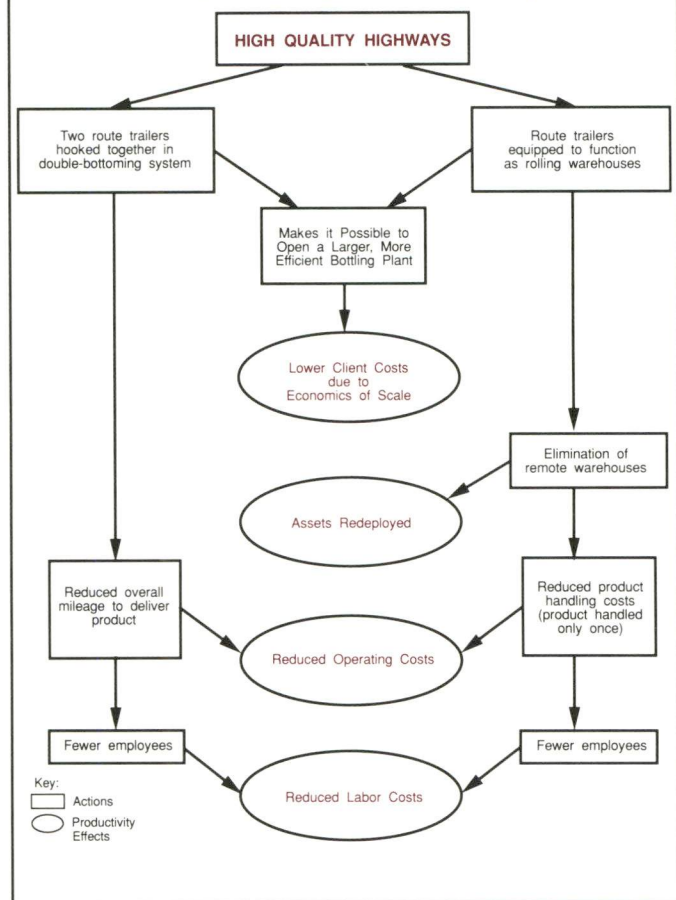 HIGH QUALITY HIGHWAYS
Two route trailers
hooked together in
double-bottoming system
Route trailers
equipped to function
as rolling warehouses
Makes it Possible to
Open a Larger, More
Efficient Bottling Plant
Lower Client Costs
due to
Economics of Scale
Elimination of
remote warehouses
Assets Redeployed
Reduced overall
mileage to deliver
product
Reduced product
handling costs
(product handled
only once)
Reduced Operating Costs
Fewer employees
Fewer employees
Reduced Labor Costs
Key:
Actions
Productivity
Effects